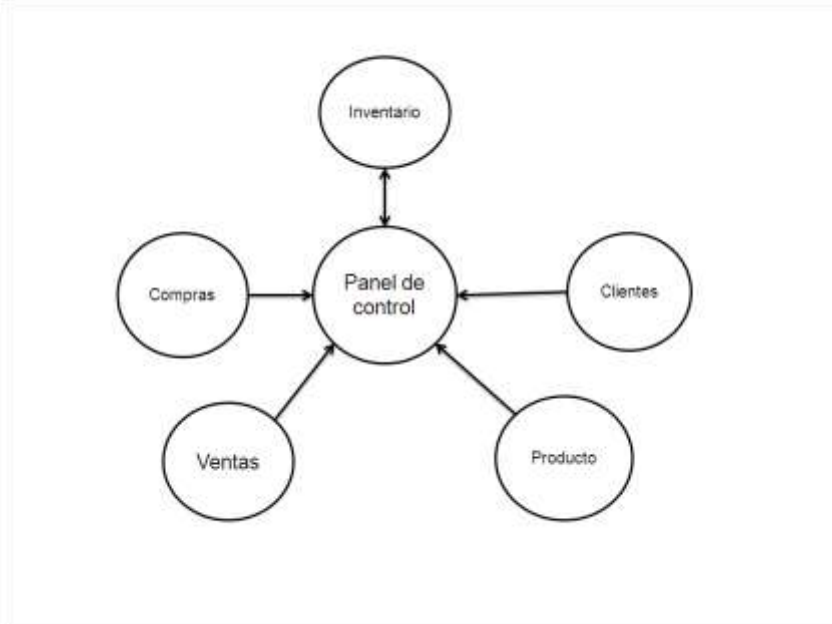 Inventario
Compras
Panel de
control
Clientes
Ventas
Producto